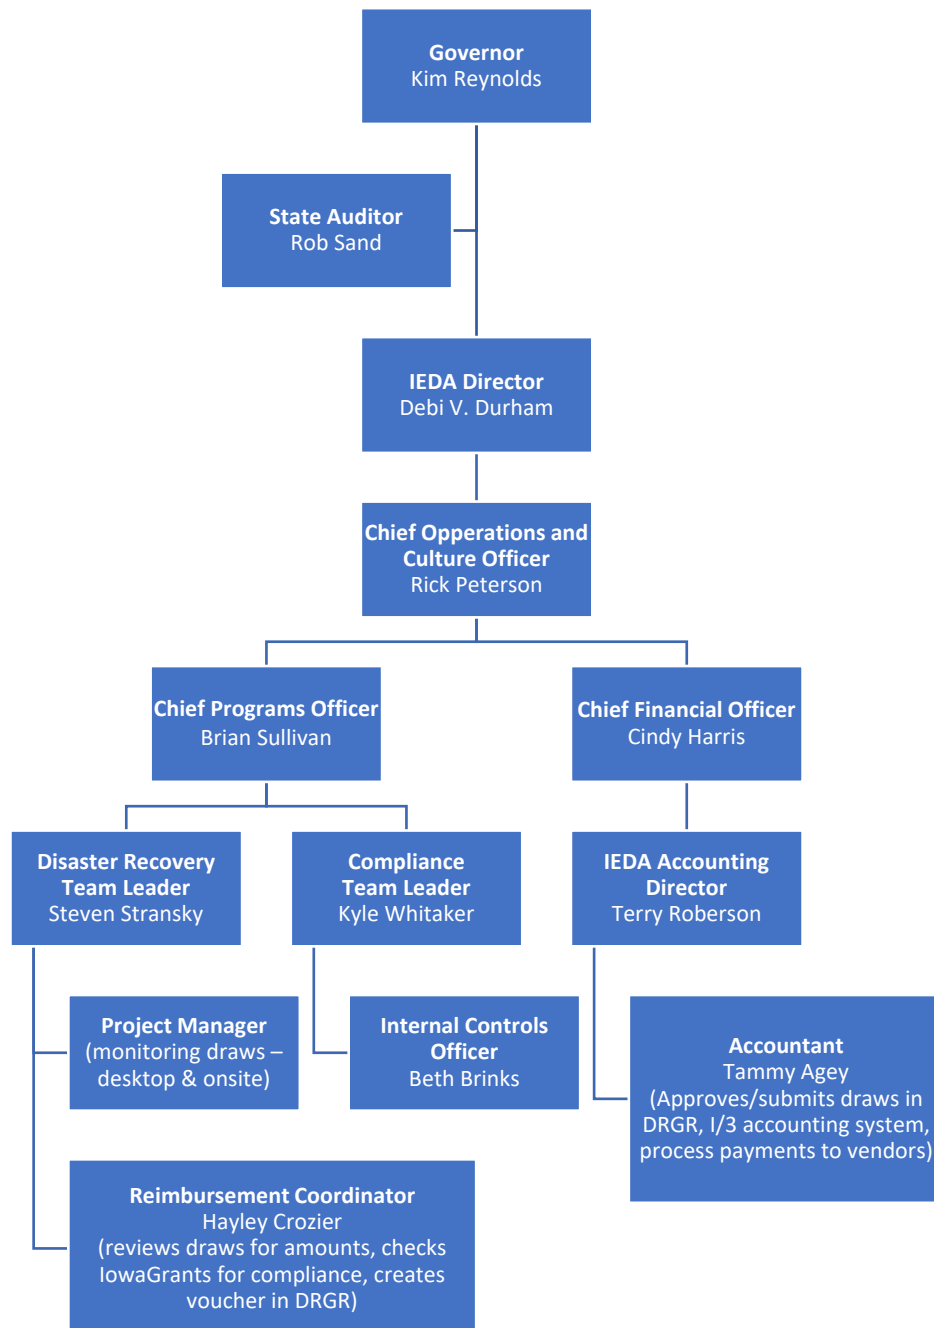 Governor
Kim Reynolds
State Auditor
Rob Sand
IEDA Director
Debi V. Durham
Chief Opperations and
Culture Officer
Rick Peterson
Chief Programs Officer
Brian Sullivan
Chief Financial Officer
Cindy Harris
Disaster Recovery
Team Leader
Steven Stransky
Compliance
Team Leader
Kyle Whitaker
IEDA Accounting
Director
Terry Roberson
Project Manager
(monitoring draws –
desktop & onsite)
Internal Controls
Officer
Beth Brinks
Accountant
Tammy Agey
(Approves/submits draws in
DRGR, I/3 accounting system,
process payments to vendors)
Reimbursement Coordinator
Hayley Crozier
(reviews draws for amounts, checks
IowaGrants for compliance, creates
voucher in DRGR)